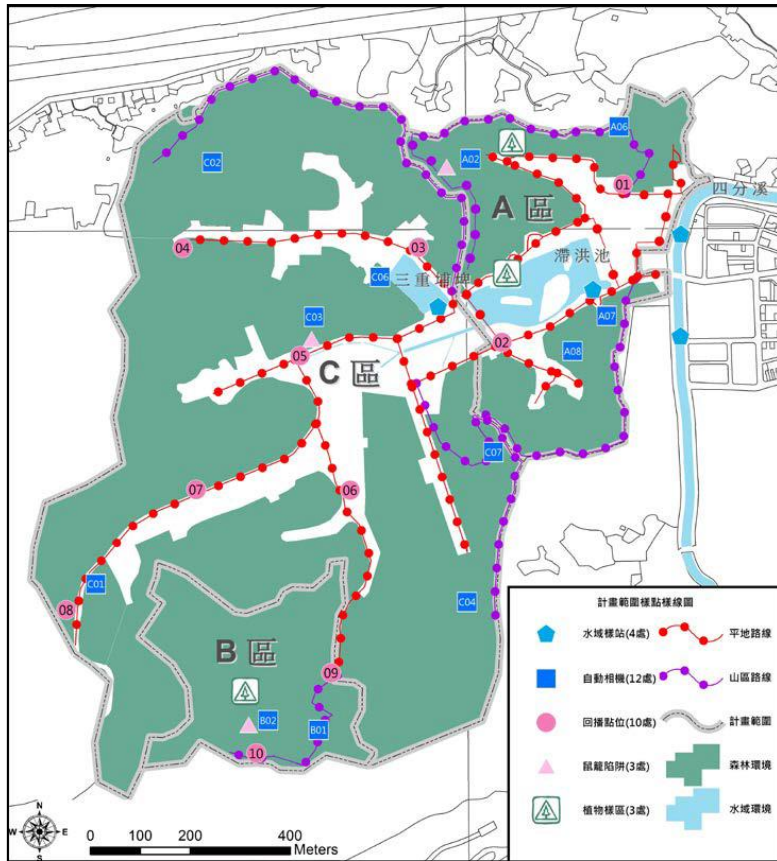 A06
C02
A02
01
四分溪
A 區
04
03
滯洪池
三重埔埤
C06
A07
C03
02
05
A08
C 區
C07
07
06
C01
08
C04
B 區
09
B02
B01
10
N
W E
S
0 100 200 400
Meters
計畫範圍樣點樣線圖
水域樣站(4處) 平地路線
自動相機(12處) 山區路線
回播點位(10處) 計畫範圍
鼠籠陷阱(3處) 森林環境
植物樣區(3處) 水域環境